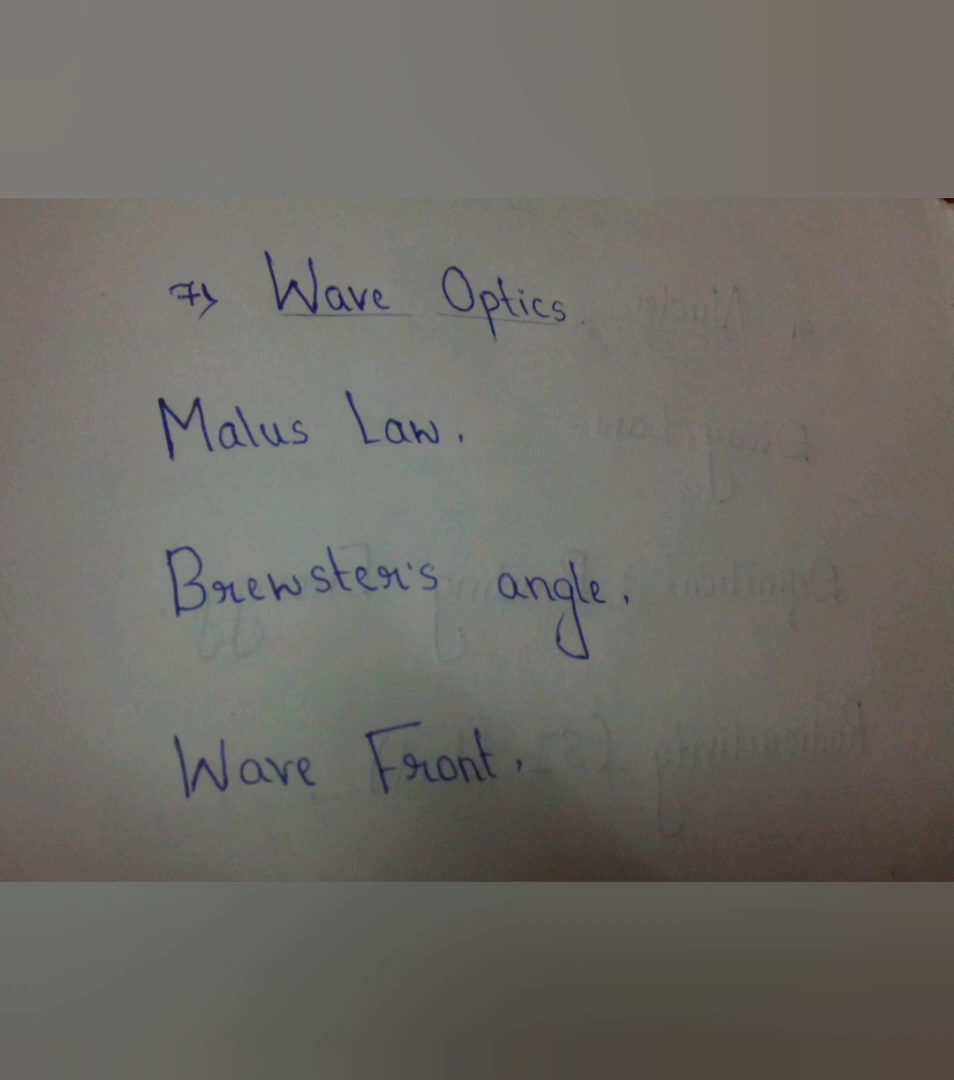 7) Wave Optics.
Malus Law.
Brewster's angle.
Wave Front.